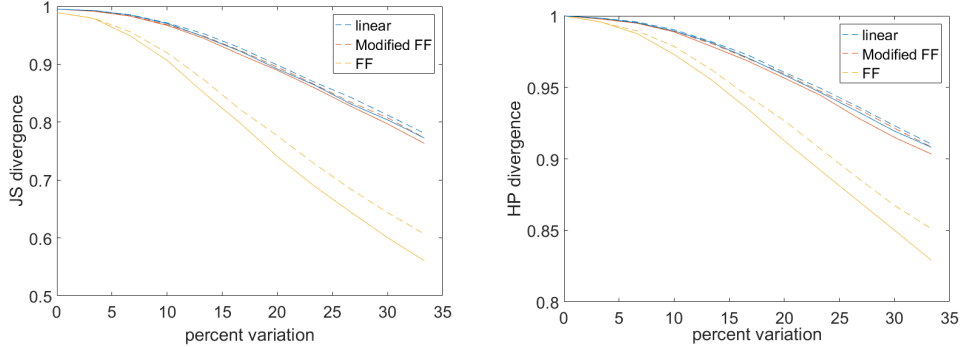 1
0.9
0.8
0.7
0.6
0.5
JS divergence
0 5 10 15 20 25 30 35
percent variation
linear
Modified FF
FF
1
0.95
0.9
0.85
0.8
HP divergence
0 5 10 15 20 25 30 35
percent variation
linear
Modified FF
FF